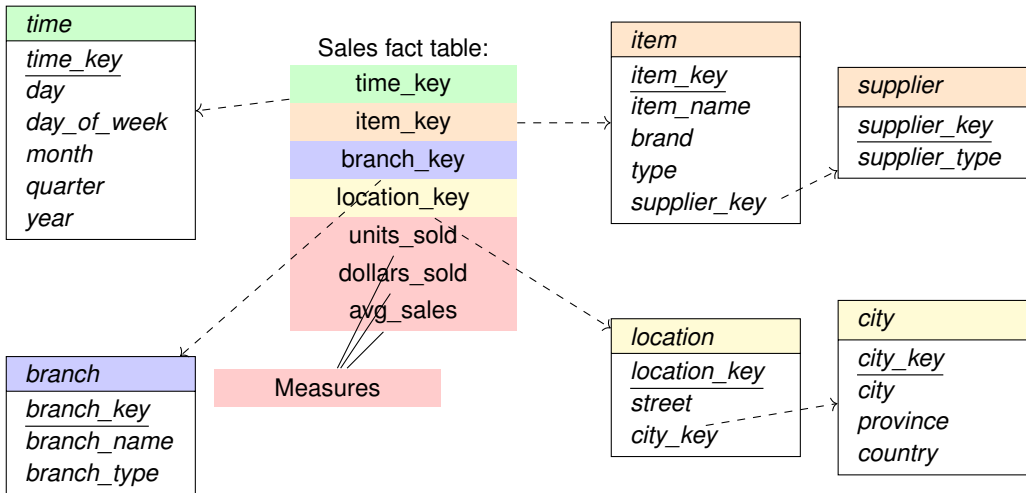 time
time_key
day
day_of_week
month
quarter
year
Sales fact table:
time_key
item_key
branch_key
location_key
units_sold
dollars_sold
avg_sales
Measures
item
item_key
item_name
brand
type
supplier_key
supplier
supplier_key
supplier_type
branch
branch_key
branch_name
branch_type
location
location_key
street
city_key
city
city_key
city
province
country